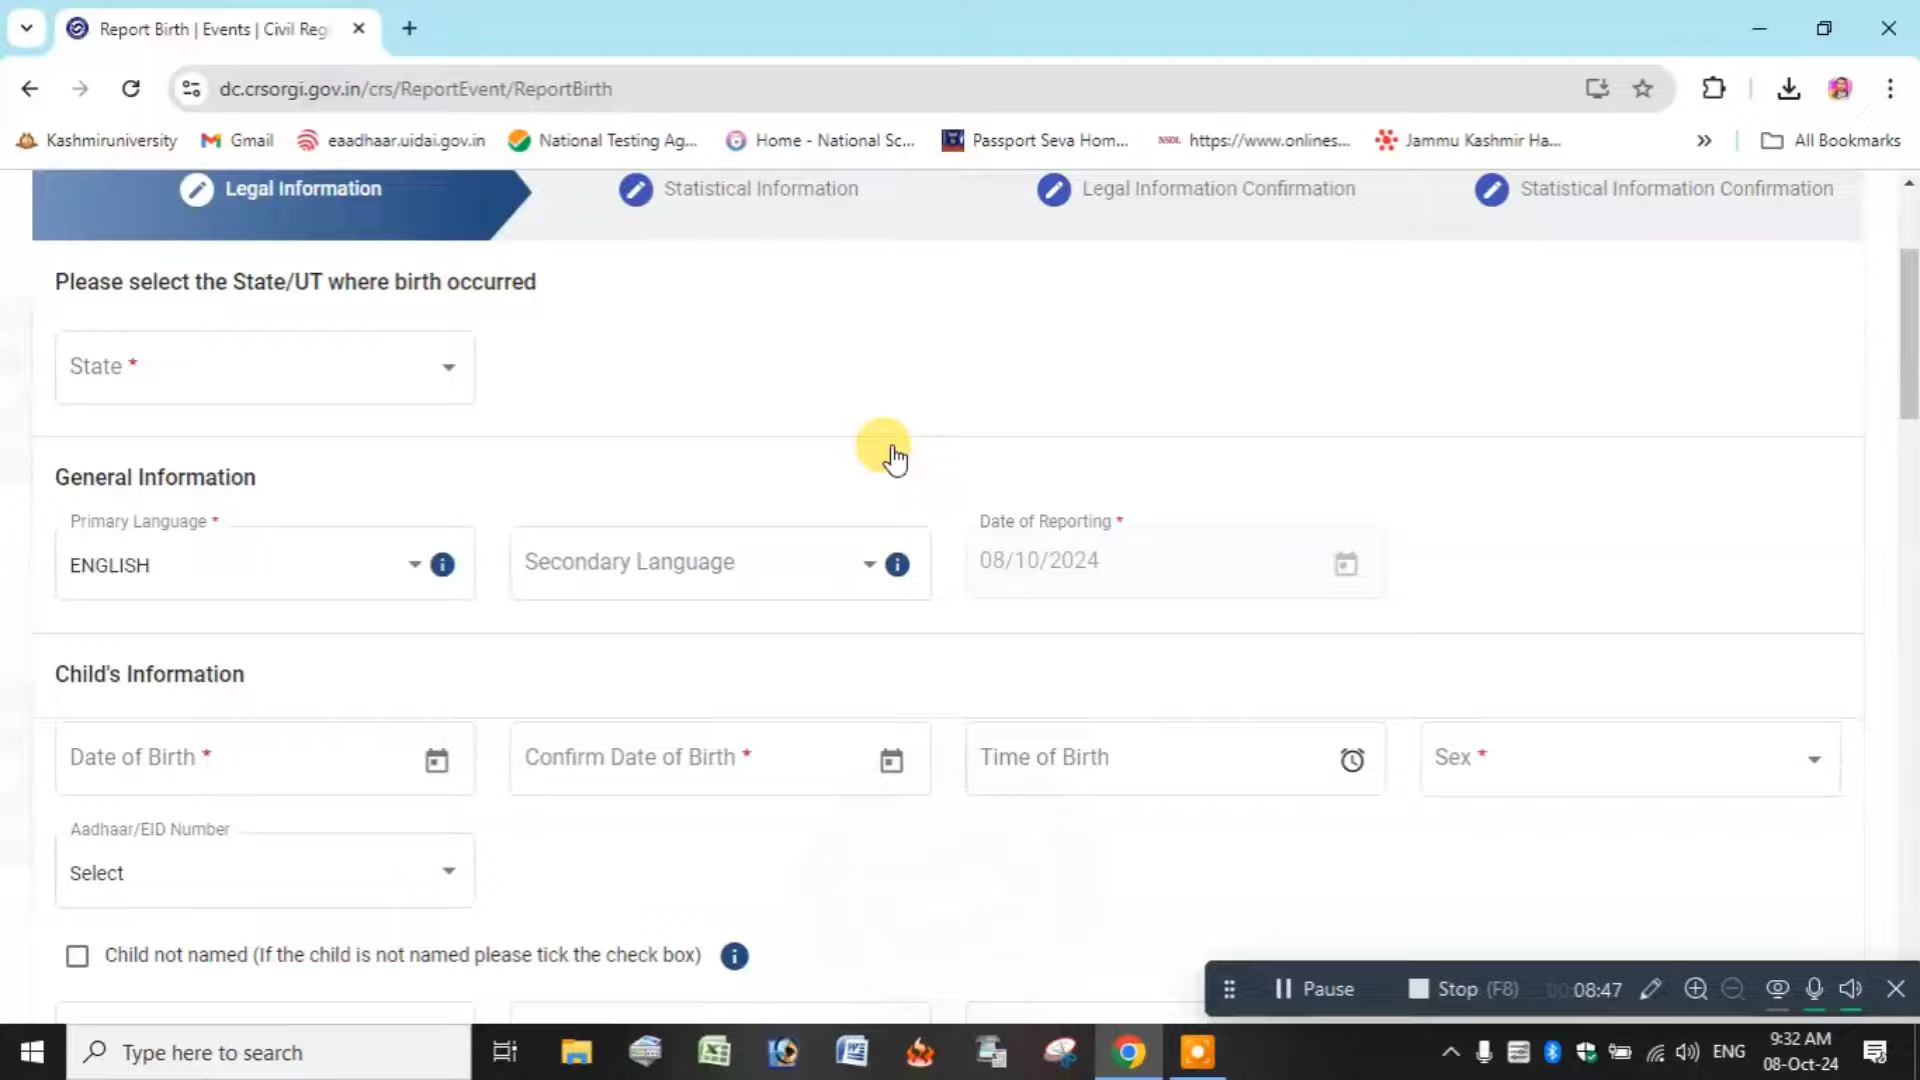 Report Birth | Events | Civil Reg
dc.crsorgi.gov.in/crs/ReportEvent/ReportBirth
Kashmiruniversity Gmail eaadhaar.uidai.gov.in National Testing Ag... Home - National Sc... Passport Seva Hom... NSDL https://www.onlines... Jammu Kashmir Ha... » All Bookmarks
Legal Information Statistical Information Legal Information Confirmation Statistical Information Confirmation
Please select the State/UT where birth occurred
State *
General Information
Primary Language *
ENGLISH
Secondary Language
Date of Reporting *
08/10/2024
Child's Information
Date of Birth * Confirm Date of Birth * Time of Birth Sex *
Aadhaar/EID Number
Select
Child not named (If the child is not named please tick the check box)
Pause Stop (F8) 00:08:47
Type here to search
ENG
9:32 AM
08-Oct-24